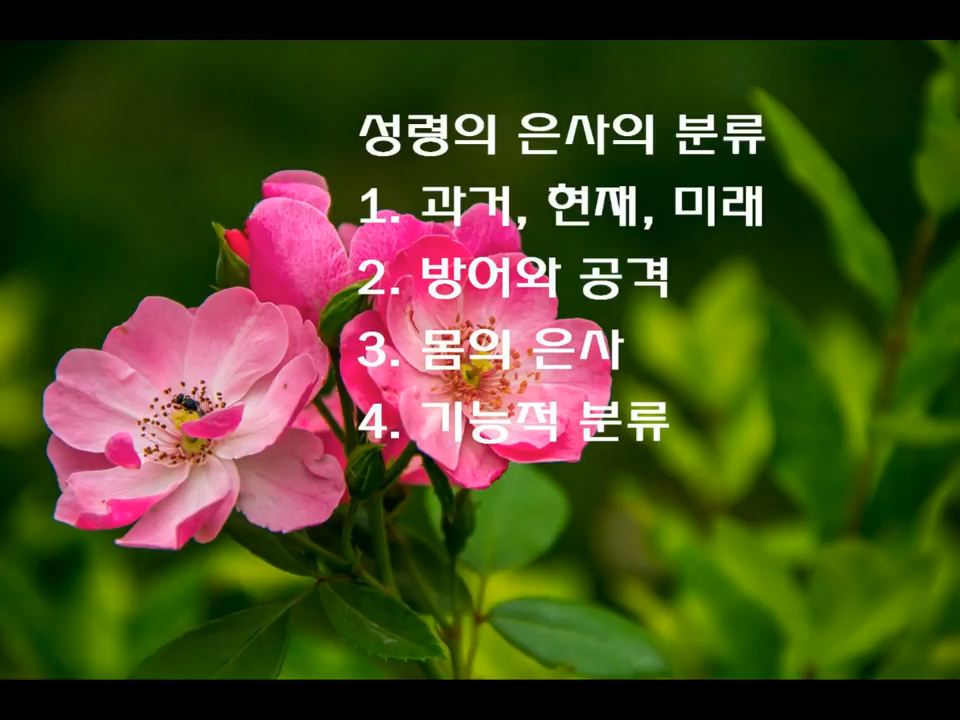 성령의 은사의 분류
1. 과거, 현재, 미래
2. 방어와 공격
3. 몸의 은사
4. 기능적 분류